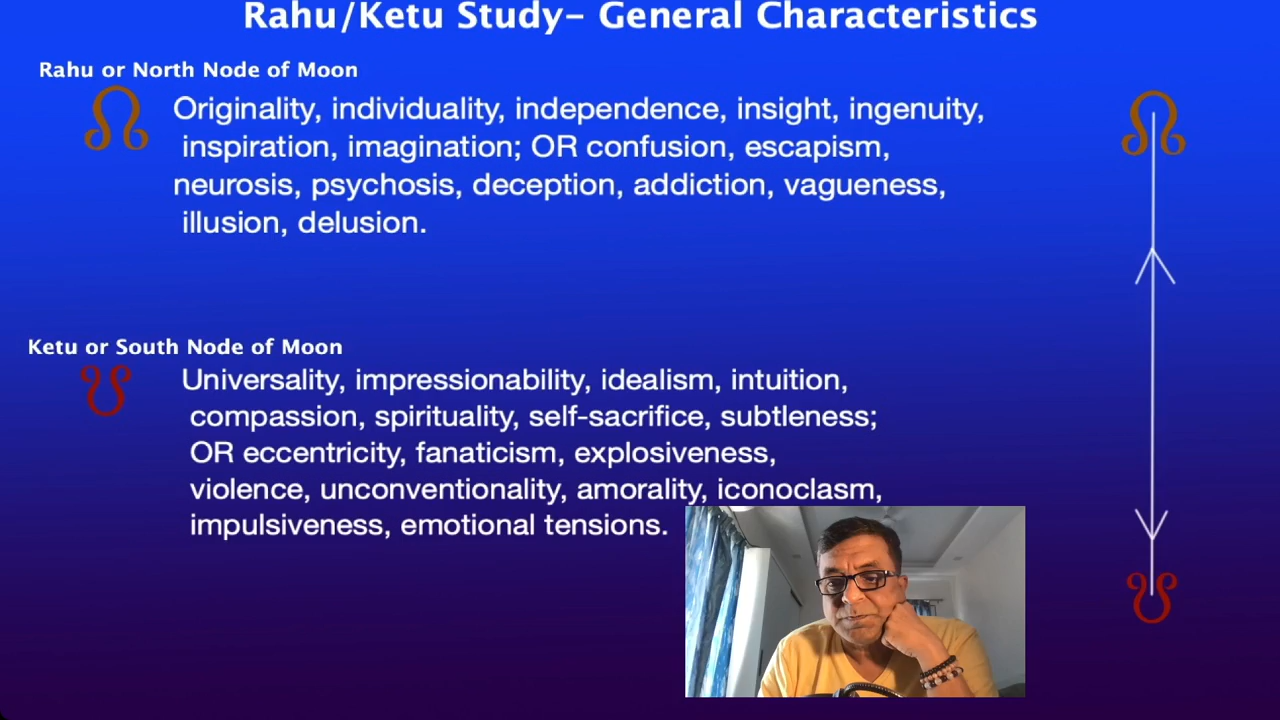 Rahu/Ketu Study– General Characteristics
Rahu or North Node of Moon
Originality, individuality, independence, insight, ingenuity,
inspiration, imagination; OR confusion, escapism,
neurosis, psychosis, deception, addiction, vagueness,
illusion, delusion.
Ketu or South Node of Moon
Universality, impressionability, idealism, intuition,
compassion, spirituality, self-sacrifice, subtleness;
OR eccentricity, fanaticism, explosiveness,
violence, unconventionality, amorality, iconoclasm,
impulsiveness, emotional tensions.